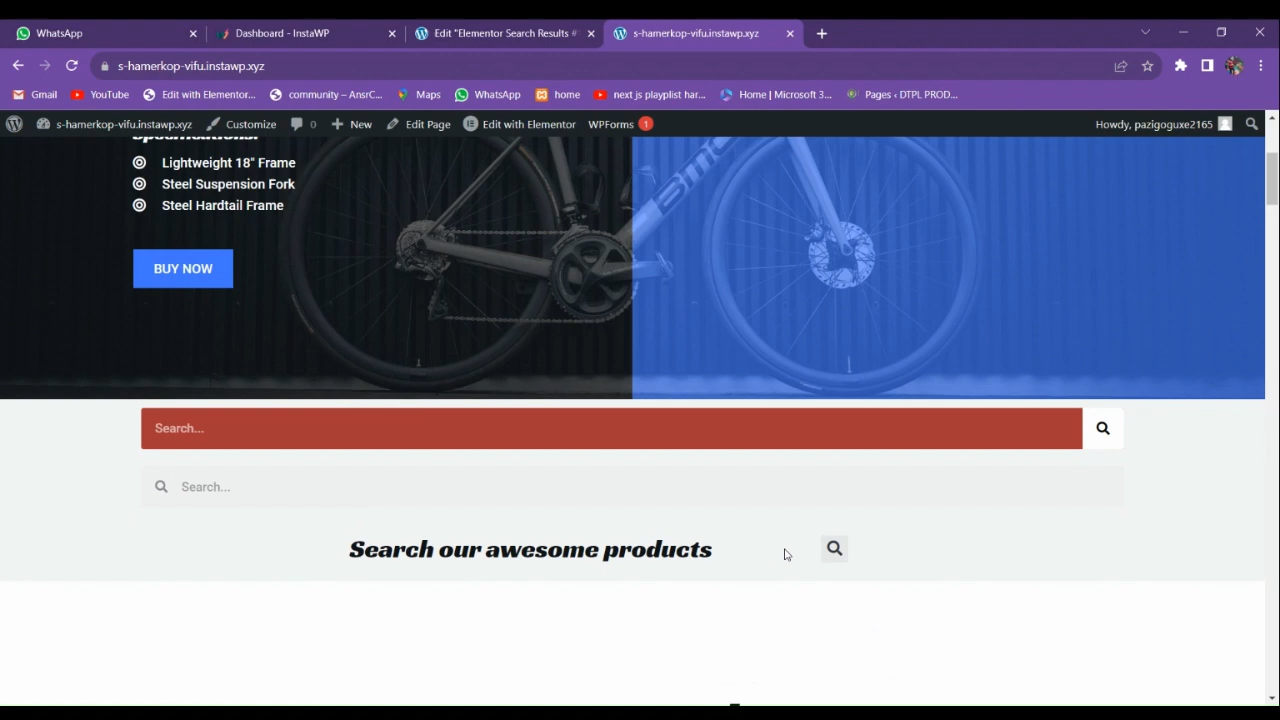 WhatsApp
Dashboard - InstaWP
Edit "Elementor Search Results #
s-hamerkop-vifu.instawp.xyz
s-hamerkop-vifu.instawp.xyz
Gmail
YouTube
Edit with Elementor...
community – AnsrC...
Maps
WhatsApp
home
next js playplist har...
Home | Microsoft 3...
Pages ‹ DTPL PROD...
s-hamerkop-vifu.instawp.xyz
Customize
0
New
Edit Page
Edit with Elementor
WPForms 1
Howdy, pazigoguxe2165
Specifications:
Lightweight 18" Frame
Steel Suspension Fork
Steel Hardtail Frame
BUY NOW
BMC
Search...
Search...
Search our awesome products